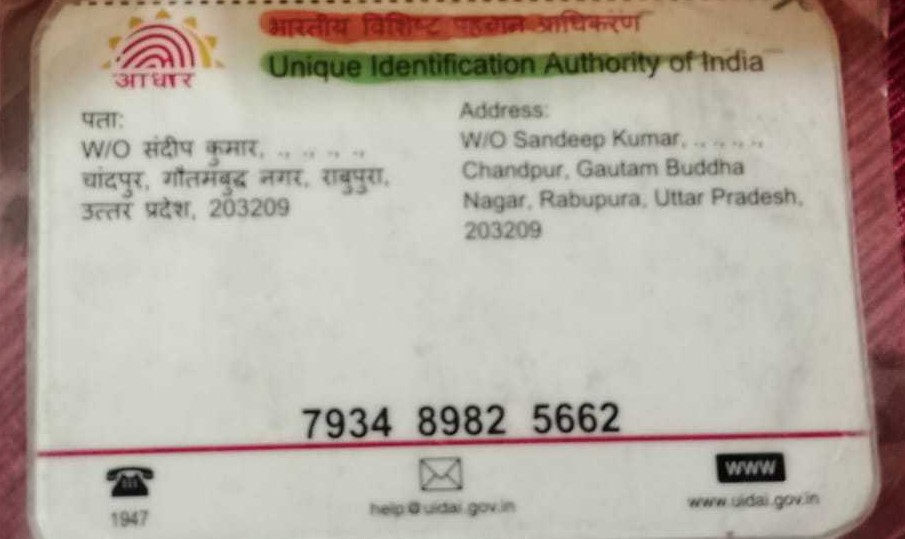 भारतीय विशिष्ट पहचान प्राधिकरण
Unique Identification Authority of India
आधार
पता:
W/O संदीप कुमार, ., ., ., .,
चांदपुर, गौतमबुद्ध नगर, राबुपुरा,
उत्तर प्रदेश, 203209
Address:
W/O Sandeep Kumar, ., ., ., .,
Chandpur, Gautam Buddha
Nagar, Rabupura, Uttar Pradesh,
203209
7934 8982 5662
1947
help@uidai.gov.in
www
www.uidai.gov.in